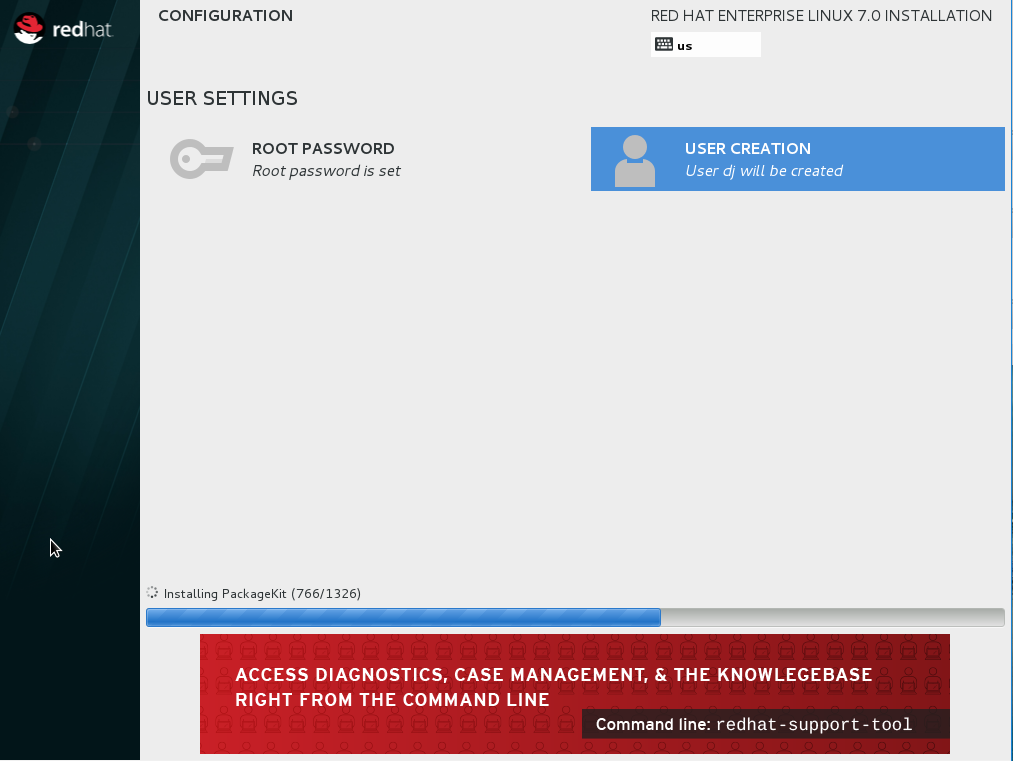 redhat.
CONFIGURATION
RED HAT ENTERPRISE LINUX 7.0 INSTALLATION
us
USER SETTINGS
ROOT PASSWORD
Root password is set
USER CREATION
User dj will be created
Installing PackageKit (766/1326)
ACCESS DIAGNOSTICS, CASE MANAGEMENT, & THE KNOWLEGEBASE
RIGHT FROM THE COMMAND LINE
Command line: redhat-support-tool